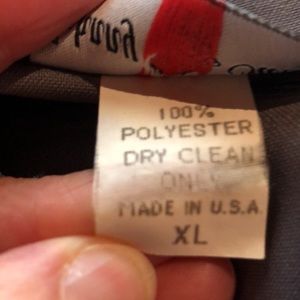 100%
POLYESTER
DRY CLEAN
ONLY
MADE IN U.S.A.
XL